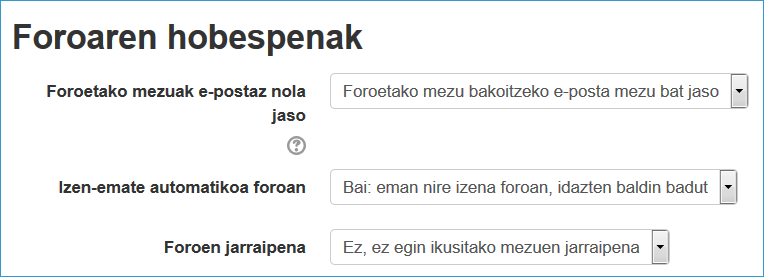 Foroaren hobespenak
Foroetako mezuak e-postaz nola
jaso
Foroetako mezu bakoitzeko e-posta mezu bat jaso
?
Izen-emate automatikoa foroan
Bai: eman nire izena foroan, idazten baldin badut
Foroen jarraipena
Ez, ez egin ikusitako mezuen jarraipena